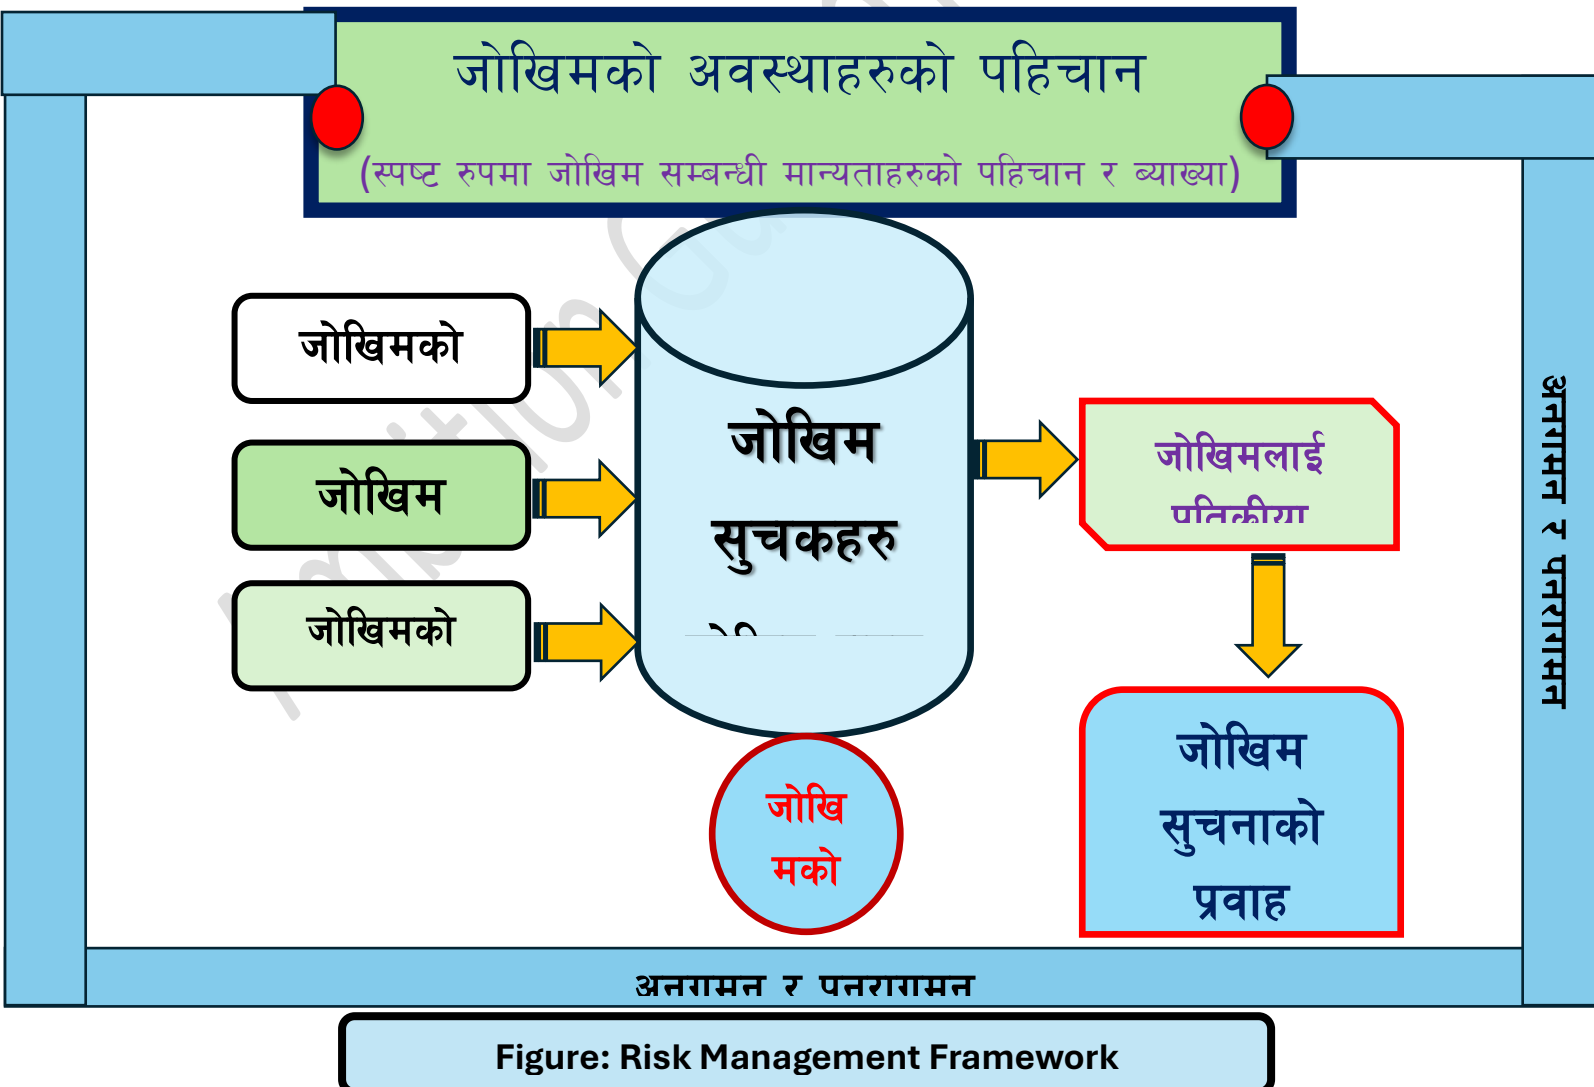 जोखिमको अवस्थाहरुको पहिचान
(स्पष्ट रुपमा जोखिम सम्बन्धी मान्यताहरुको पहिचान र ब्याख्या)
जोखिमको
जोखिम
जोखिमको
जोखिम
सुचकहरु
जोखिमलाई
जोखिम
सुचनाको
प्रवाह
जोखि
मको
र
र
Figure: Risk Management Framework
Ambition